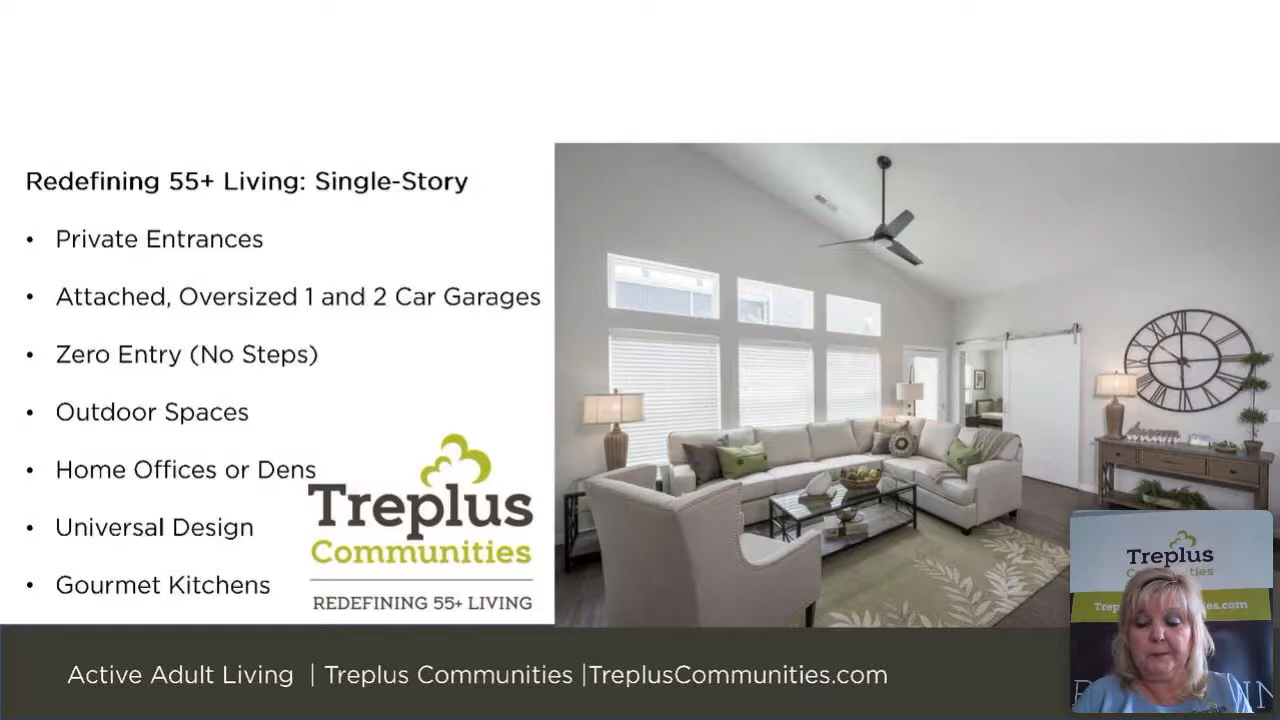 Redefining 55+ Living: Single-Story
• Private Entrances
• Attached, Oversized 1 and 2 Car Garages
• Zero Entry (No Steps)
• Outdoor Spaces
• Home Offices or Dens
• Universal Design
• Gourmet Kitchens
Treplus
Communities
REDEFINING 55+ LIVING
Treplus
Communities
Active Adult Living | Treplus Communities |TreplusCommunities.com